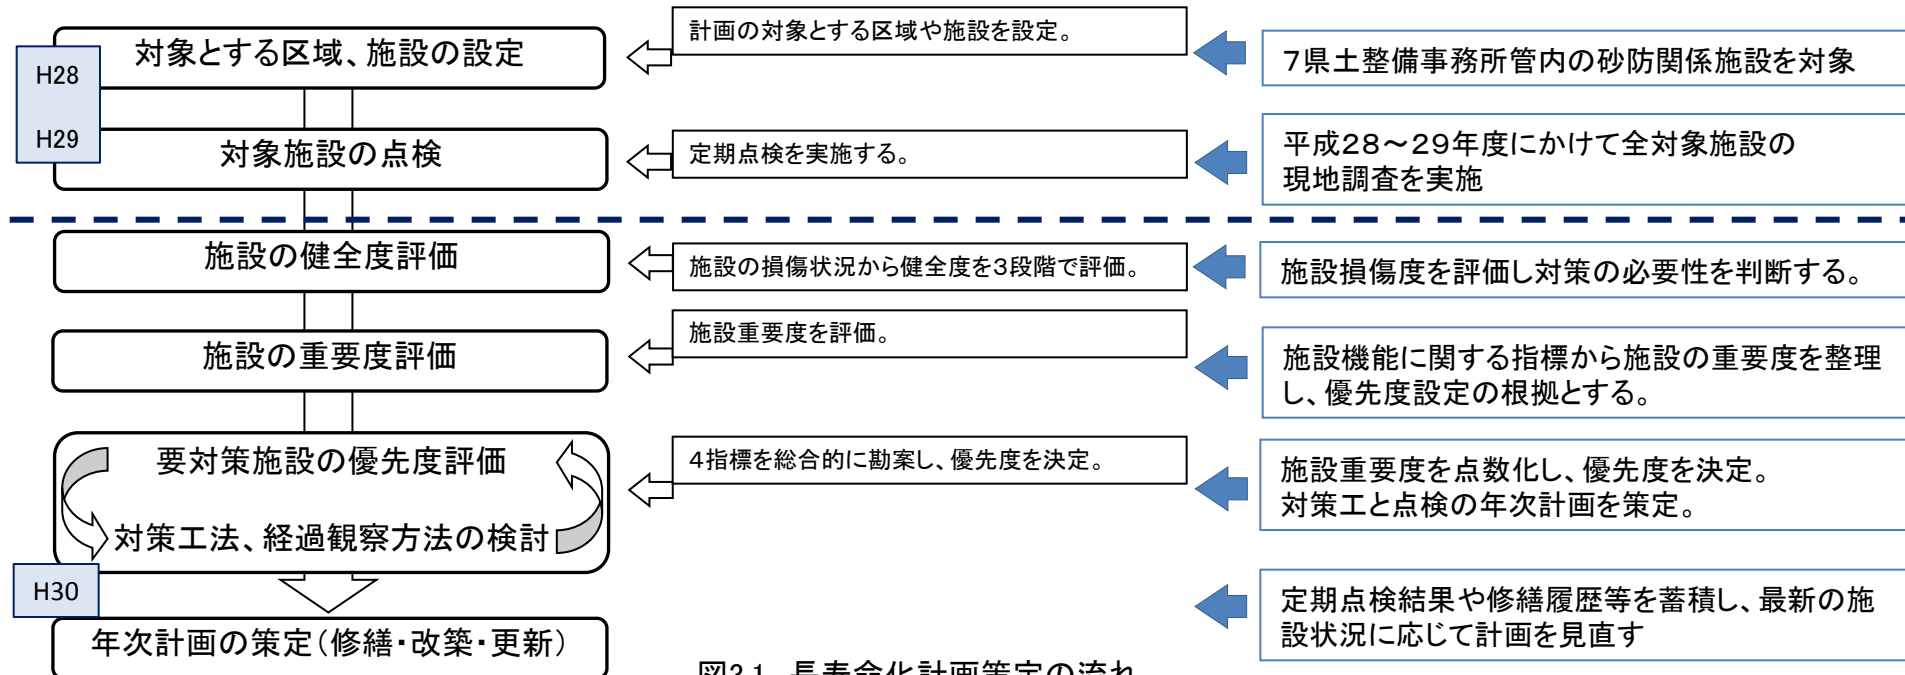 H28
対象とする区域、施設の設定
計画の対象とする区域や施設を設定。
7県土整備事務所管内の砂防関係施設を対象
H29
対象施設の点検
定期点検を実施する。
平成28～29年度にかけて全対象施設の
現地調査を実施
施設の健全度評価
施設の損傷状況から健全度を3段階で評価。
施設損傷度を評価し対策の必要性を判断する。
施設の重要度評価
施設重要度を評価。
施設機能に関する指標から施設の重要度を整理
し、優先度設定の根拠とする。
要対策施設の優先度評価
対策工法、経過観察方法の検討
4指標を総合的に勘案し、優先度を決定。
施設重要度を点数化し、優先度を決定。
対策工と点検の年次計画を策定。
H30
年次計画の策定（修繕・改築・更新）
定期点検結果や修繕履歴等を蓄積し、最新の施
設状況に応じて計画を見直す
図3.1 長寿命化計画策定の流れ